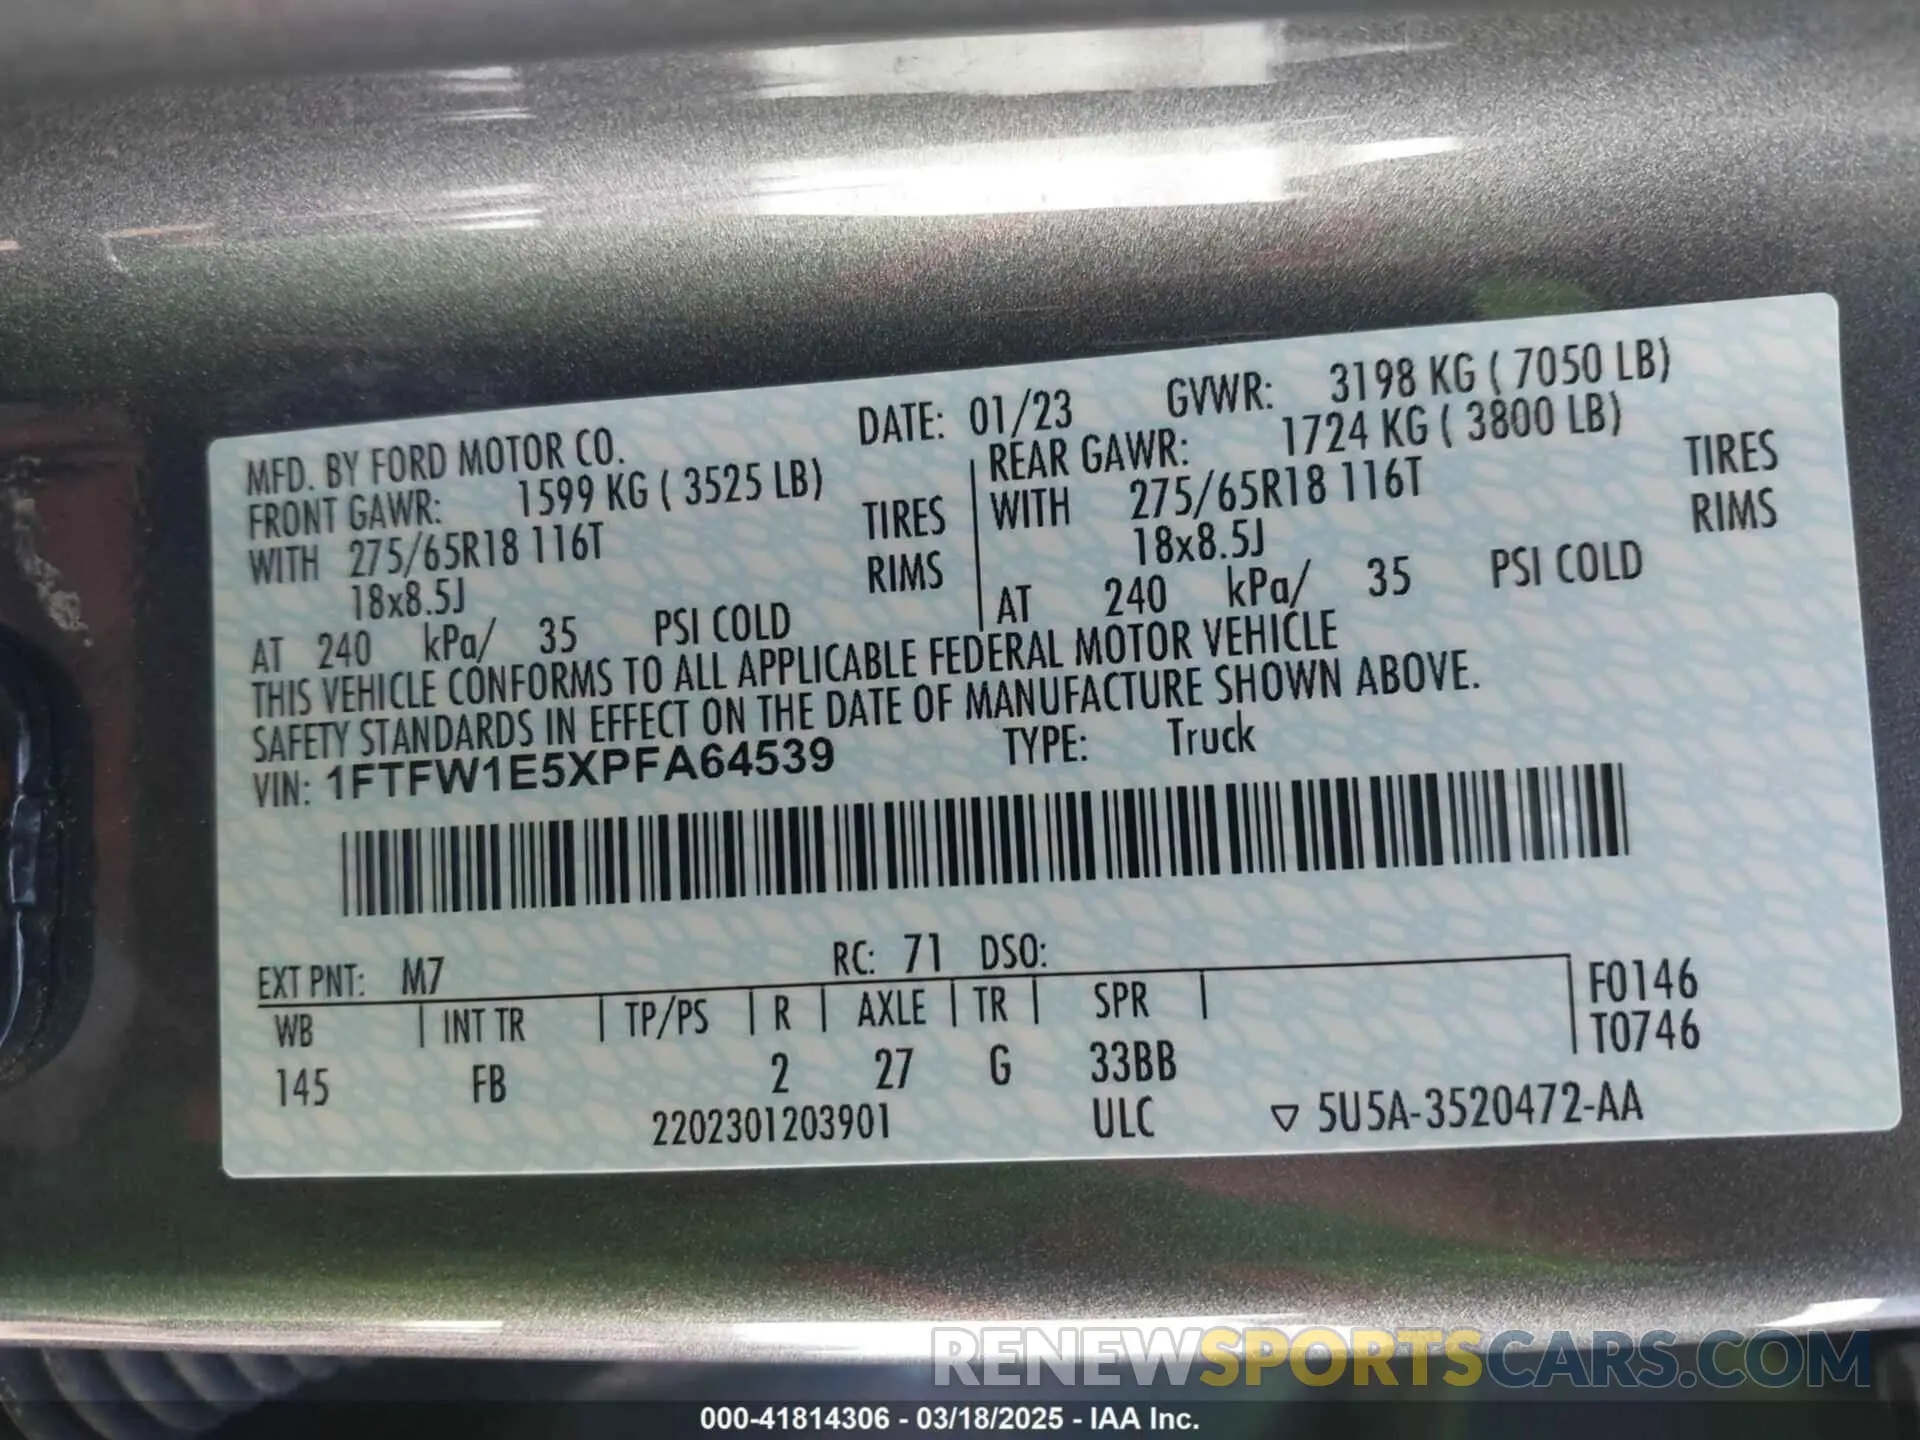 MFD. BY FORD MOTOR CO. DATE: 01/23 GVWR: 3198 KG ( 7050 LB)
FRONT GAWR: 1599 KG ( 3525 LB) REAR GAWR: 1724 KG ( 3800 LB)
WITH 275/65R18 116T TIRES WITH 275/65R18 116T TIRES
18x8.5J RIMS 18x8.5J RIMS
AT 240 kPa/ 35 PSI COLD AT 240 kPa/ 35 PSI COLD
THIS VEHICLE CONFORMS TO ALL APPLICABLE FEDERAL MOTOR VEHICLE
SAFETY STANDARDS IN EFFECT ON THE DATE OF MANUFACTURE SHOWN ABOVE.
VIN: 1FTFW1E5XPFA64539 TYPE: Truck
EXT PNT: M7 RC: 71 DSO:
WB INT TR TP/PS R AXLE TR SPR F0146
T0746
145 FB 2 27 G 33BB
2202301203901 ULC ▽ 5U5A-3520472-AA
RENEWSPORTSCARS.COM
000-41814306 - 03/18/2025 - IAA Inc.